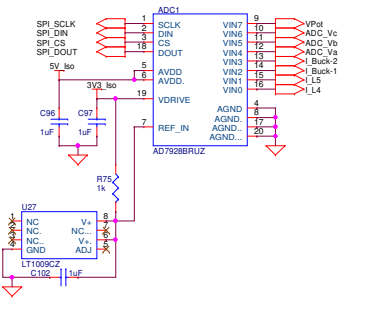 ADC1
SPI_SCLK 1 SCLK VIN7 9 VPot
SPI_DIN 2 DIN VIN6 10 ADC_Vc
SPI_CS 3 CS VIN5 11 ADC_Vb
SPI_DOUT 18 DOUT VIN4 12 ADC_Va
VIN3 13 I_Buck-2
5V_Iso 5 AVDD VIN2 14 I_Buck-1
6 AVDD. VIN1 15 I_L5
3V3_Iso VIN0 16 I_L4
19 VDRIVE
AGND 4
C96 C97 AGND. 8
1uF 1uF 7 REF_IN AGND.. 17
AGND... 20
AD7928BRUZ
R75
1k
U27
1 NC V+ 8
2 NC. NC... 7
3 NC.. V+. 6
4 GND ADJ 5
LT1009CZ
C102 1uF